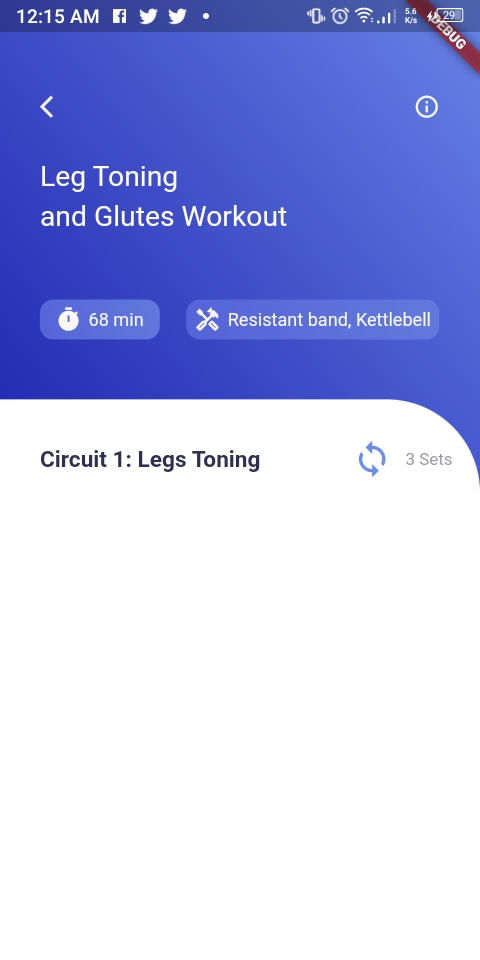 12:15 AM
5.6
K/s
29
DEBUG
Leg Toning
and Glutes Workout
68 min
Resistant band, Kettlebell
Circuit 1: Legs Toning
3 Sets